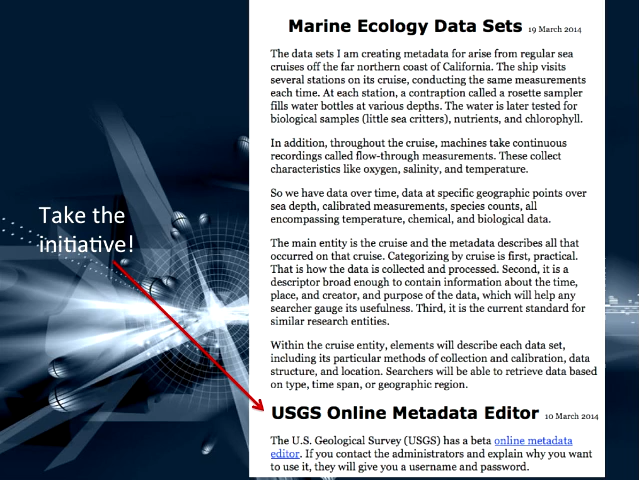 Marine Ecology Data Sets 19 March 2014
The data sets I am creating metadata for arise from regular sea
cruises off the far northern coast of California. The ship visits
several stations on its cruise, conducting the same measurements
each time. At each station, a contraption called a rosette sampler
fills water bottles at various depths. The water is later tested for
biological samples (little sea critters), nutrients, and chlorophyll.
In addition, throughout the cruise, machines take continuous
recordings called flow-through measurements. These collect
characteristics like oxygen, salinity, and temperature.
So we have data over time, data at specific geographic points over
sea depth, calibrated measurements, species counts, all
encompassing temperature, chemical, and biological data.
The main entity is the cruise and the metadata describes all that
occurred on that cruise. Categorizing by cruise is first, practical.
That is how the data is collected and processed. Second, it is a
descriptor broad enough to contain information about the time,
place, and creator, and purpose of the data, which will help any
searcher gauge its usefulness. Third, it is the current standard for
similar research entities.
Within the cruise entity, elements will describe each data set,
including its particular methods of collection and calibration, data
structure, and location. Searchers will be able to retrieve data based
on type, time span, or geographic region.
Take the
initiative!
USGS Online Metadata Editor 10 March 2014
The U.S. Geological Survey (USGS) has a beta online metadata
editor. If you contact the administrators and explain why you want
to use it, they will give you a username and password.